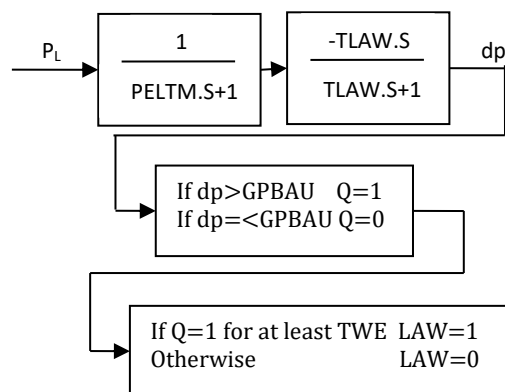 P_L
1
PELTM.S+1
-TLAW.S
TLAW.S+1
dp
If dp>GPBAU Q=1
If dp=<GPBAU Q=0
If Q=1 for at least TWE LAW=1
Otherwise LAW=0